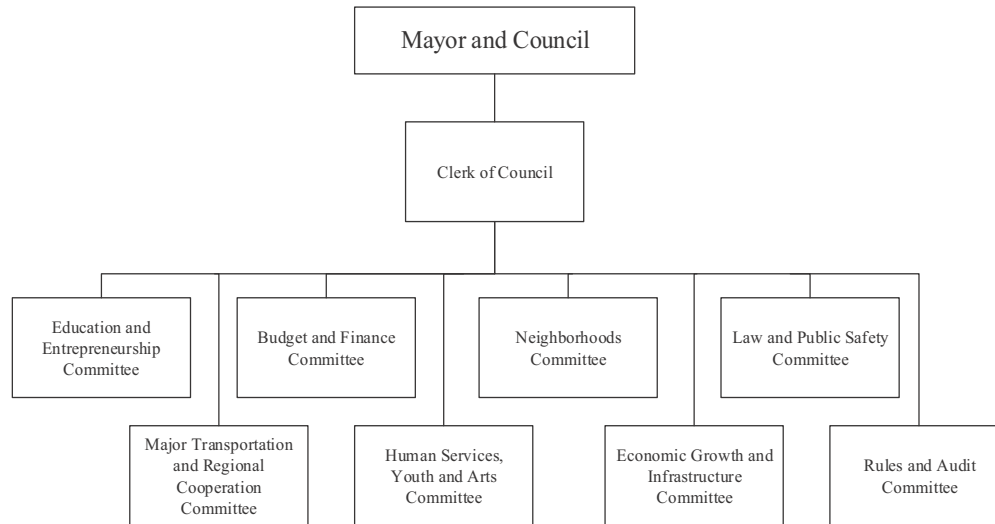 Mayor and Council
Clerk of Council
Education and
Entrepreneurship
Committee
Budget and Finance
Committee
Neighborhoods
Committee
Law and Public Safety
Committee
Major Transportation
and Regional
Cooperation
Committee
Human Services,
Youth and Arts
Committee
Economic Growth and
Infrastructure
Committee
Rules and Audit
Committee